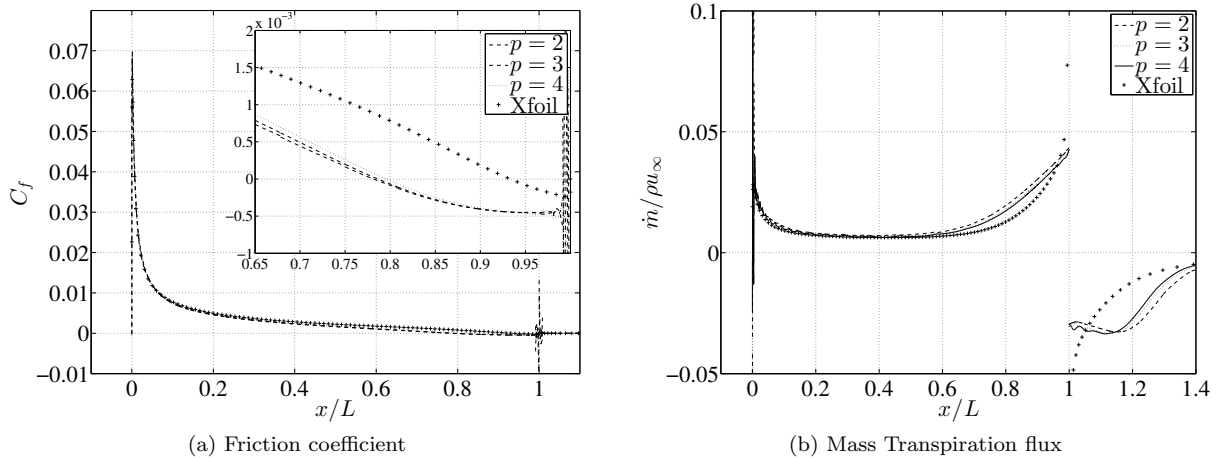 2 x 10⁻³
1.5
1
0.5
0
−0.5
−1
0.65 0.7 0.75 0.8 0.85 0.9 0.95
p = 2
p = 3
p = 4
Xfoil
0.07
0.06
0.05
0.04
0.03
0.02
0.01
0
−0.01
C_f
0 0.2 0.4 0.6 0.8 1
x/L
(a) Friction coefficient
0.1
0.05
0
−0.05
ṁ/ρu∞
p = 2
p = 3
p = 4
Xfoil
0 0.2 0.4 0.6 0.8 1 1.2 1.4
x/L
(b) Mass Transpiration flux